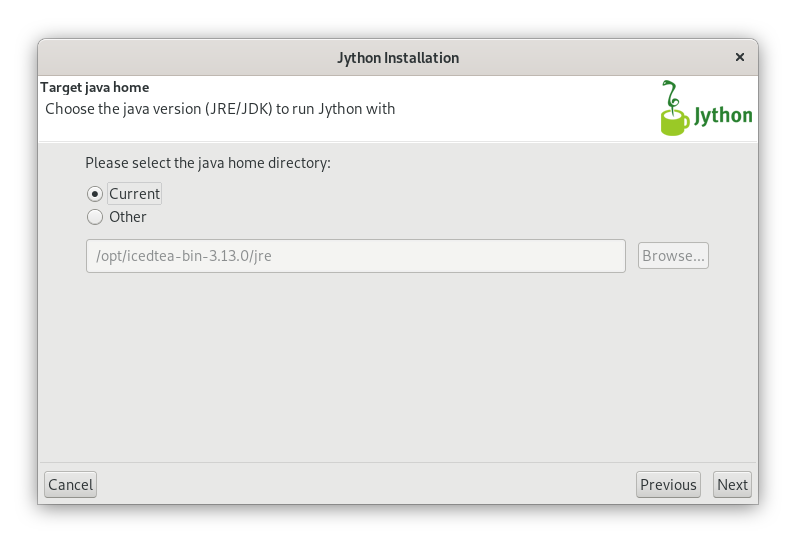 Jython Installation
Target java home
Choose the java version (JRE/JDK) to run Jython with
Jython
Please select the java home directory:
Current
Other
/opt/icedtea-bin-3.13.0/jre
Browse...
Cancel
Previous
Next